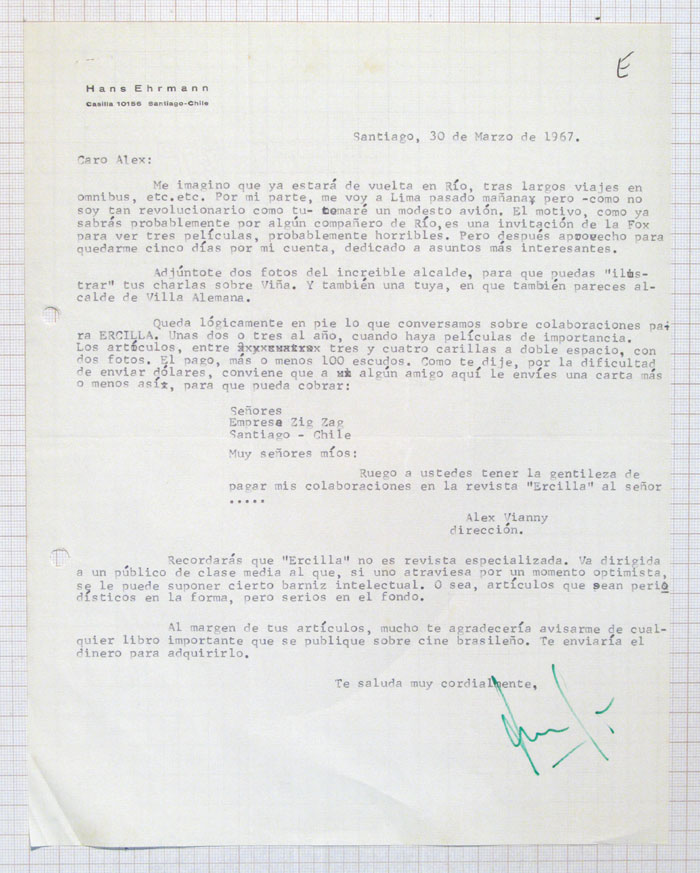 E
Hans Ehrmann
Casilla 10156 Santiago-Chile
Santiago, 30 de Marzo de 1967.
Caro Alex:
Me imagino que ya estará de vuelta en Río, tras largos viajes en
omnibus, etc.etc. Por mi parte, me voy a Lima pasado mañana, pero -como no
soy tan revolucionario como tu- tomaré un modesto avión. El motivo, como ya
sabrás probablemente por algún compañero de Río, es una invitación de la Fox
para ver tres películas, probablemente horribles. Pero después aprovecho para
quedarme cinco días por mi cuenta, dedicado a asuntos más interesantes.
Adjúntote dos fotos del increible alcalde, para que puedas "ilus-
trar" tus charlas sobre Viña. Y también una tuya, en que también pareces al-
calde de Villa Alemana.
Queda lógicamente en pie lo que conversamos sobre colaboraciones pa-
ra ERCILLA. Unas dos o tres al año, cuando haya películas de importancia.
Los artículos, entre tres y cuatro carillas a doble espacio, con
dos fotos. El pago, más o menos 100 escudos. Como te dije, por la dificultad
de enviar dólares, conviene que a algún amigo aquí le envíes una carta más
o menos así, para que pueda cobrar:
Señores
Empresa Zig Zag
Santiago - Chile
Muy señores míos:
Ruego a ustedes tener la gentileza de
pagar mis colaboraciones en la revista "Ercilla" al señor
.....
Alex Vianny
dirección.
Recordarás que "Ercilla" no es revista especializada. Va dirigida
a un público de clase media al que, si uno atraviesa por un momento optimista,
se le puede suponer cierto barniz intelectual. O sea, artículos que sean perio
dísticos en la forma, pero serios en el fondo.
Al margen de tus artículos, mucho te agradecería avisarme de cual-
quier libro importante que se publique sobre cine brasileño. Te enviaría el
dinero para adquirirlo.
Te saluda muy cordialmente,